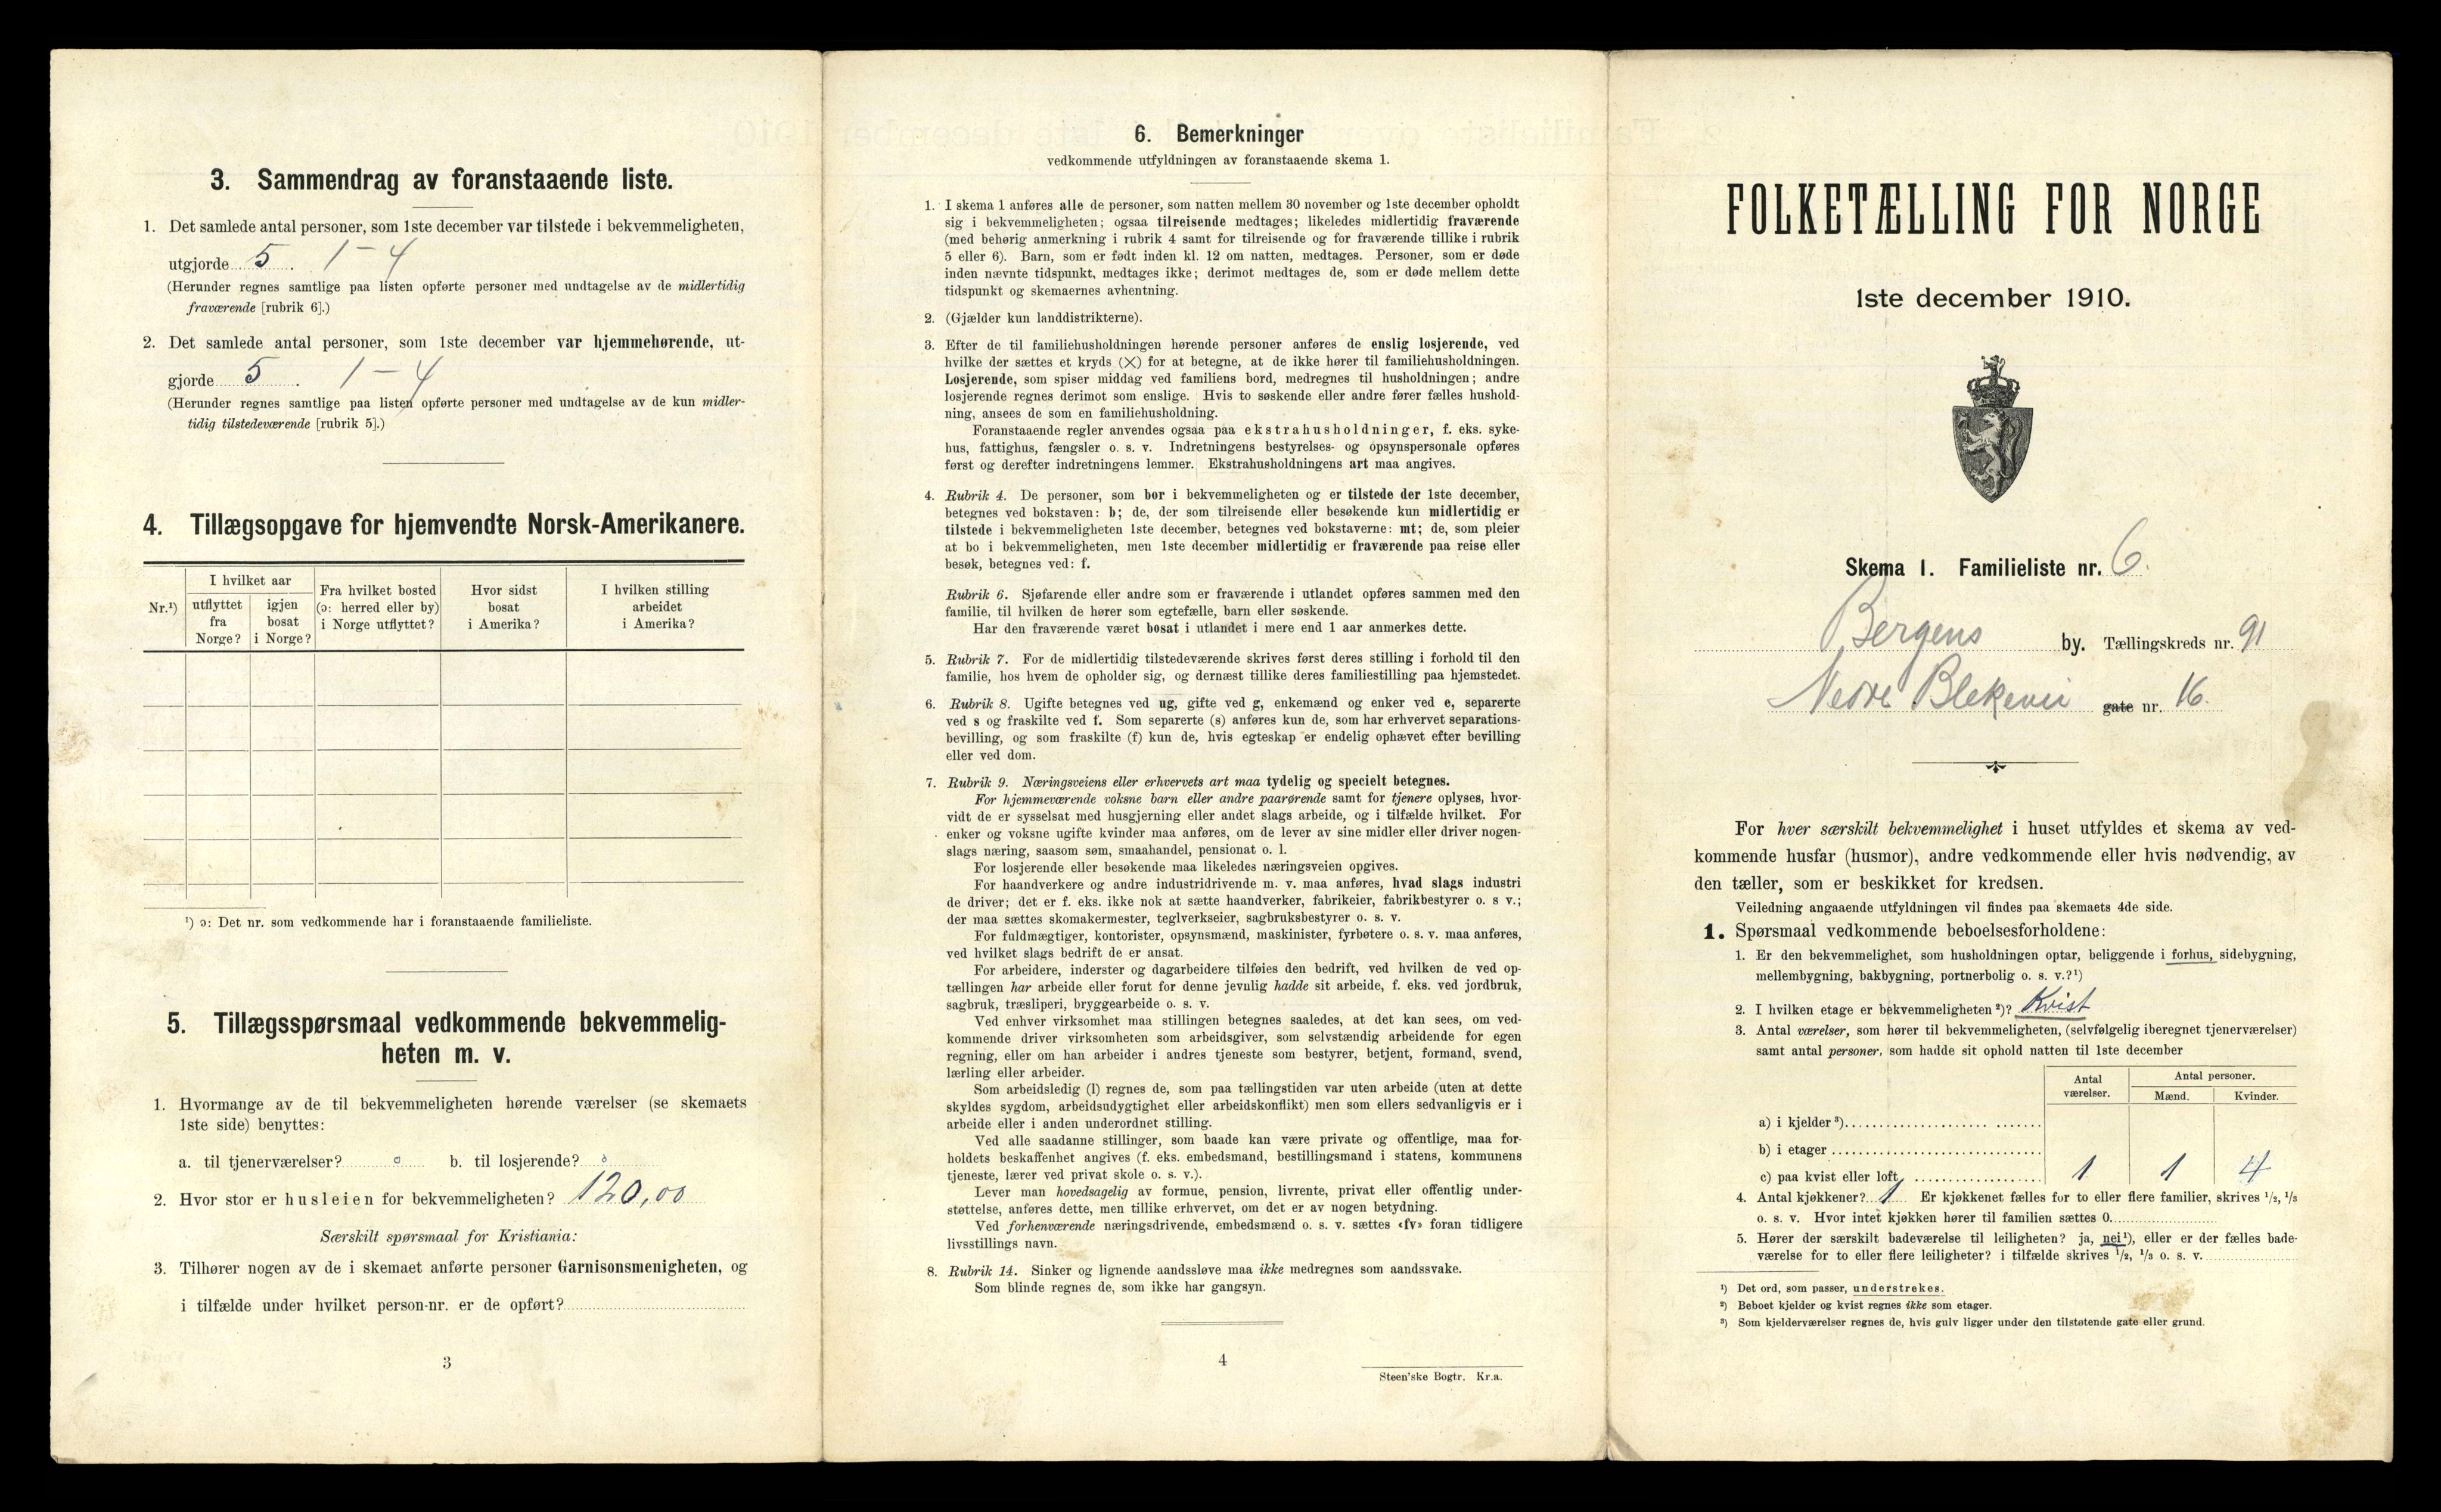 3. Sammendrag av foranstaaende liste.
1. Det samlede antal personer, som 1ste december var tilstede i bekvemmeligheten,
utgjorde 5. 1 – 4
(Herunder regnes samtlige paa listen opførte personer med undtagelse av de midlertidig
fraværende [rubrik 6].)
2. Det samlede antal personer, som 1ste december var hjemmehørende, ut-
gjorde 5. 1 – 4
(Herunder regnes samtlige paa listen opførte personer med undtagelse av de kun midler-
tidig tilstedeværende [rubrik 5].)
4. Tillægsopgave for hjemvendte Norsk-Amerikanere.
Nr.¹)
I hvilket aar
utflyttet
fra
Norge?
igjen
bosat
i Norge?
Fra hvilket bosted
(ɔ: herred eller by)
i Norge utflyttet?
Hvor sidst
bosat
i Amerika?
I hvilken stilling
arbeidet
i Amerika?
¹) ɔ: Det nr. som vedkommende har i foranstaaende familieliste.
5. Tillægsspørsmaal vedkommende bekvemmelig-
heten m. v.
1. Hvormange av de til bekvemmeligheten hørende værelser (se skemaets
1ste side) benyttes:
a. til tjenerværelser? 0 b. til losjerende? 0
2. Hvor stor er husleien for bekvemmeligheten? 120,00
Særskilt spørsmaal for Kristiania:
3. Tilhører nogen av de i skemaet anførte personer Garnisonsmenigheten, og
i tilfælde under hvilket person-nr. er de opført?
3
6. Bemerkninger
vedkommende utfyldningen av foranstaaende skema 1.
1. I skema 1 anføres alle de personer, som natten mellem 30 november og 1ste december opholdt
sig i bekvemmeligheten; ogsaa tilreisende medtages; likeledes midlertidig fraværende
(med behørig anmerkning i rubrik 4 samt for tilreisende og for fraværende tillike i rubrik
5 eller 6). Barn, som er født inden kl. 12 om natten, medtages. Personer, som er døde
inden nævnte tidspunkt, medtages ikke; derimot medtages de, som er døde mellem dette
tidspunkt og skemaernes avhentning.
2. (Gjælder kun landdistrikterne).
3. Efter de til familiehusholdningen hørende personer anføres de enslig losjerende, ved
hvilke der sættes et kryds (×) for at betegne, at de ikke hører til familiehusholdningen.
Losjerende, som spiser middag ved familiens bord, medregnes til husholdningen; andre
losjerende regnes derimot som enslige. Hvis to søskende eller andre fører fælles hushold-
ning, ansees de som en familiehusholdning.
Foranstaaende regler anvendes ogsaa paa ekstrahusholdninger, f. eks. syke-
hus, fattighus, fængsler o. s. v. Indretningens bestyrelses- og opsynspersonale opføres
først og derefter indretningens lemmer. Ekstrahusholdningens art maa angives.
4. Rubrik 4. De personer, som bor i bekvemmeligheten og er tilstede der 1ste december,
betegnes ved bokstaven: b; de, der som tilreisende eller besøkende kun midlertidig er
tilstede i bekvemmeligheten 1ste december, betegnes ved bokstaverne: mt; de, som pleier
at bo i bekvemmeligheten, men 1ste december midlertidig er fraværende paa reise eller
besøk, betegnes ved: f.
Rubrik 6. Sjøfarende eller andre som er fraværende i utlandet opføres sammen med den
familie, til hvilken de hører som egtefælle, barn eller søskende.
Har den fraværende været bosat i utlandet i mere end 1 aar anmerkes dette.
5. Rubrik 7. For de midlertidig tilstedeværende skrives først deres stilling i forhold til den
familie, hos hvem de opholder sig, og dernæst tillike deres familiestilling paa hjemstedet.
6. Rubrik 8. Ugifte betegnes ved ug, gifte ved g, enkemænd og enker ved e, separerte
ved s og fraskilte ved f. Som separerte (s) anføres kun de, som har erhvervet separations-
bevilling, og som fraskilte (f) kun de, hvis egteskap er endelig ophævet efter bevilling
eller ved dom.
7. Rubrik 9. Næringsveiens eller erhvervets art maa tydelig og specielt betegnes.
For hjemmeværende voksne barn eller andre paarørende samt for tjenere oplyses, hvor-
vidt de er sysselsat med husgjerning eller andet slags arbeide, og i tilfælde hvilket. For
enker og voksne ugifte kvinder maa anføres, om de lever av sine midler eller driver nogen-
slags næring, saasom søm, smaahandel, pensionat o. l.
For losjerende eller besøkende maa likeledes næringsveien opgives.
For haandverkere og andre industridrivende m. v. maa anføres, hvad slags industri
de driver; det er f. eks. ikke nok at sætte haandverker, fabrikeier, fabrikbestyrer o. s v.;
der maa sættes skomakermester, teglverkseier, sagbruksbestyrer o. s. v.
For fuldmægtiger, kontorister, opsynsmænd, maskinister, fyrbøtere o. s. v. maa anføres,
ved hvilket slags bedrift de er ansat.
For arbeidere, inderster og dagarbeidere tilføies den bedrift, ved hvilken de ved op-
tællingen har arbeide eller forut for denne jevnlig hadde sit arbeide, f. eks. ved jordbruk,
sagbruk, træsliperi, bryggearbeide o. s. v.
Ved enhver virksomhet maa stillingen betegnes saaledes, at det kan sees, om ved-
kommende driver virksomheten som arbeidsgiver, som selvstændig arbeidende for egen
regning, eller om han arbeider i andres tjeneste som bestyrer, betjent, formand, svend,
lærling eller arbeider.
Som arbeidsledig (l) regnes de, som paa tællingstiden var uten arbeide (uten at dette
skyldes sygdom, arbeidsudygtighet eller arbeidskonflikt) men som ellers sedvanligvis er i
arbeide eller i anden underordnet stilling.
Ved alle saadanne stillinger, som baade kan være private og offentlige, maa for-
holdets beskaffenhet angives (f. eks. embedsmand, bestillingsmand i statens, kommunens
tjeneste, lærer ved privat skole o. s. v.).
Lever man hovedsagelig av formue, pension, livrente, privat eller offentlig under-
støttelse, anføres dette, men tillike erhvervet, om det er av nogen betydning.
Ved forhenværende næringsdrivende, embedsmænd o. s. v. sættes «fv» foran tidligere
livsstillings navn.
8. Rubrik 14. Sinker og lignende aandssløve maa ikke medregnes som aandssvake.
Som blinde regnes de, som ikke har gangsyn.
4
Steen'ske Bogtr. Kr.a.
FOLKETÆLLING FOR NORGE
1ste december 1910.
Skema 1. Familieliste nr. 6.
Bergens by. Tællingskreds nr. 91
Nedre Blekevei gate nr. 16.
For hver særskilt bekvemmelighet i huset utfyldes et skema av ved-
kommende husfar (husmor), andre vedkommende eller hvis nødvendig, av
den tæller, som er beskikket for kredsen.
Veiledning angaaende utfyldningen vil findes paa skemaets 4de side.
1. Spørsmaal vedkommende beboelsesforholdene:
1. Er den bekvemmelighet, som husholdningen optar, beliggende i forhus, sidebygning,
mellembygning, bakbygning, portnerbolig o. s. v.?¹)
2. I hvilken etage er bekvemmeligheten²)? Kvist
3. Antal værelser, som hører til bekvemmeligheten, (selvfølgelig iberegnet tjenerværelser)
samt antal personer, som hadde sit ophold natten til 1ste december
Antal
værelser.
Antal personer.
Mænd. Kvinder.
a) i kjelder³)
b) i etager
c) paa kvist eller loft 1 1 4
4. Antal kjøkkener? 1 Er kjøkkenet fælles for to eller flere familier, skrives ¹/₂, ¹/₃
o. s. v. Hvor intet kjøkken hører til familien sættes 0.
5. Hører der særskilt badeværelse til leiligheten? ja, nei¹), eller er der fælles bade-
værelse for to eller flere leiligheter? i tilfælde skrives ¹/₂, ¹/₃ o. s. v.
¹) Det ord, som passer, understrekes.
²) Beboet kjelder og kvist regnes ikke som etager.
³) Som kjelderværelser regnes de, hvis gulv ligger under den tilstøtende gate eller grund.